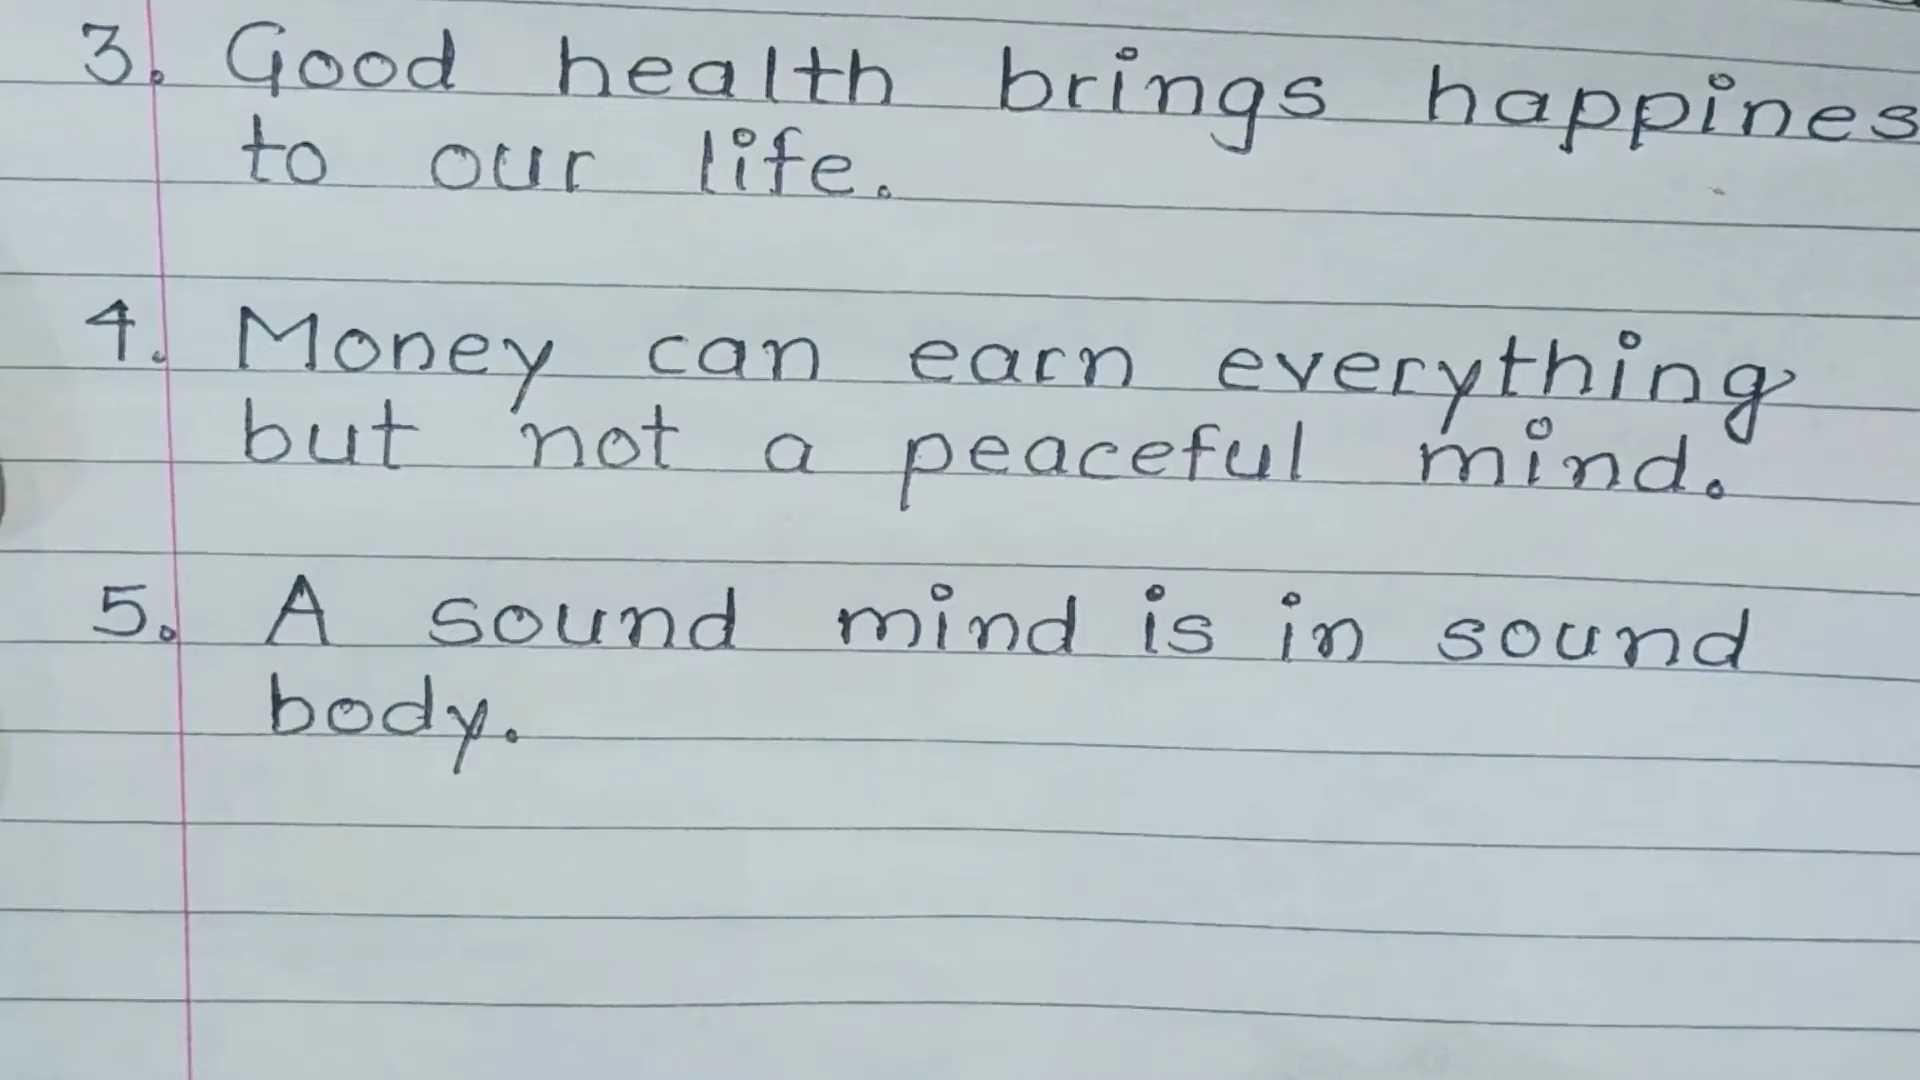 3. Good health brings happines
to our life.
4. Money can earn everything
but not a peaceful mind.
5. A sound mind is in sound
body.